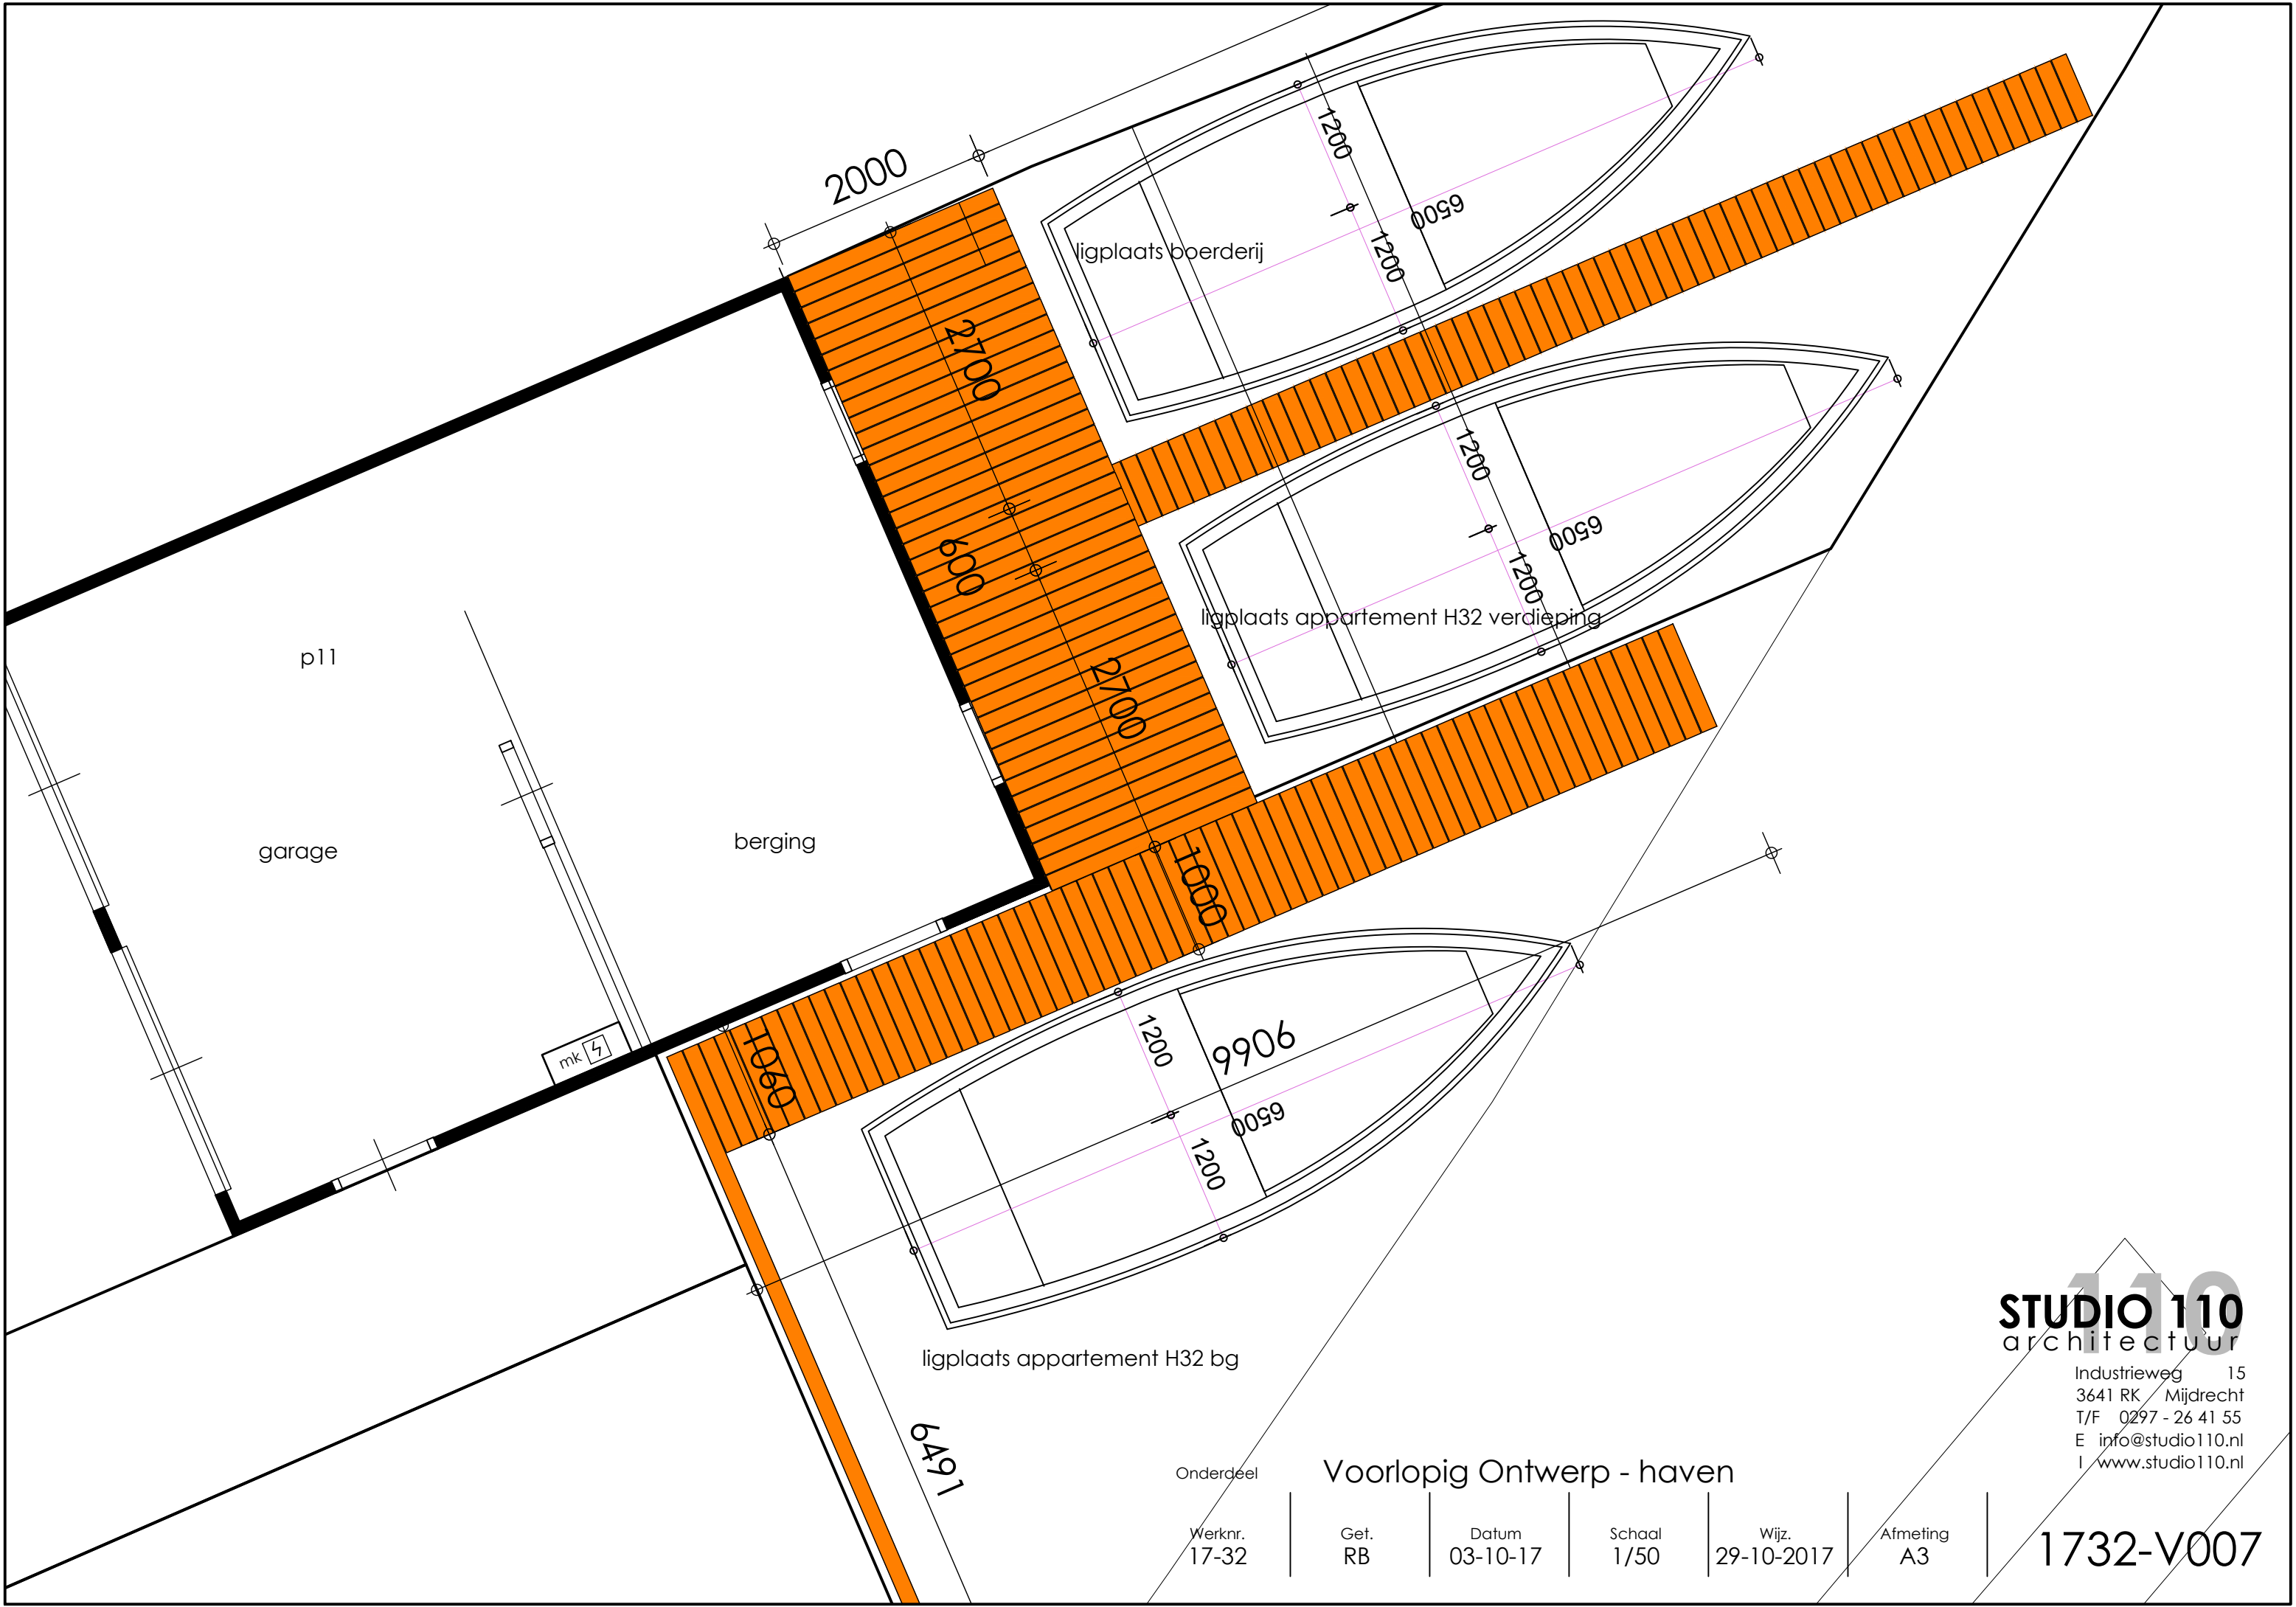 2000
1200
1200
6500
ligplaats boerderij
2700
600
2700
1000
1200
1200
6500
ligplaats appartement H32 verdieping
p11
garage
berging
mk
1060
1200
9906
6500
1200
ligplaats appartement H32 bg
6491
110
STUDIO 110
architectuur
Industrieweg 15
3641 RK Mijdrecht
T/F 0297 - 26 41 55
E info@studio110.nl
I www.studio110.nl
Onderdeel Voorlopig Ontwerp - haven
Werknr. Get. Datum Schaal Wijz. Afmeting
17-32 RB 03-10-17 1/50 29-10-2017 A3 1732-V007